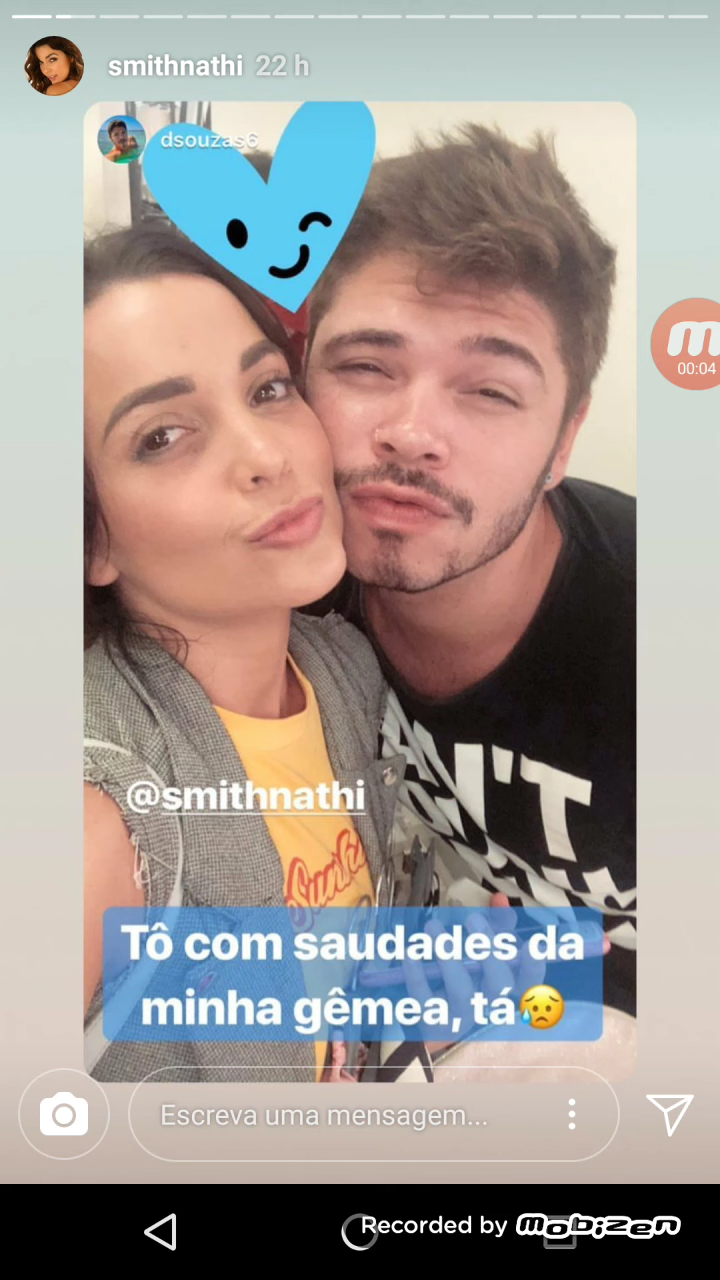 smithnathi 22 h
dsouzas6
m
00:04
N'T
@smithnathi
Tô com saudades da
minha gêmea, tá😥
Escreva uma mensagem...
Recorded by Mobizen